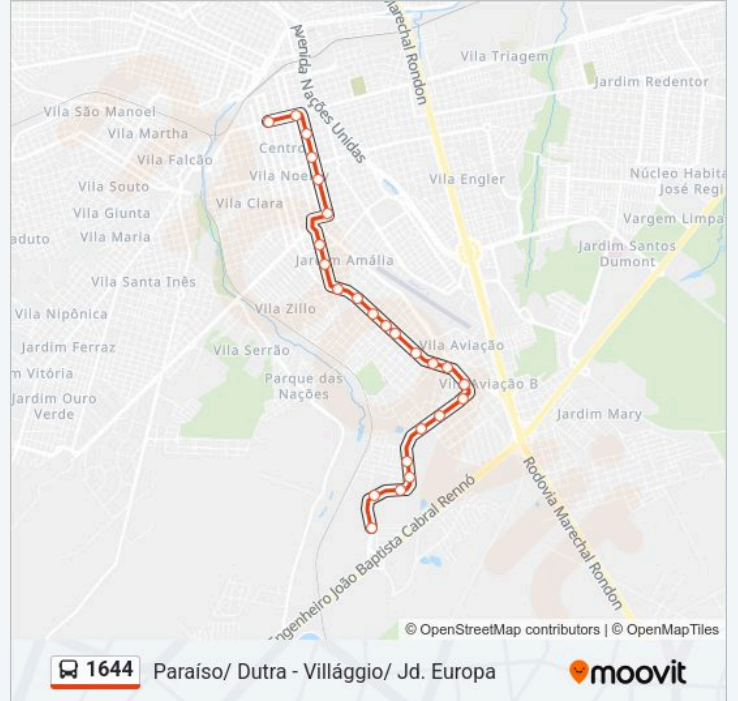 Marechal Rondon
Avenida Nações Unidas
Vila Triagem
Jardim Redentor
Vila São Manoel
Vila Martha
Centro
Vila Falcão
Vila Noemy
Vila Engler
Núcleo Habita
José Regi
Vila Souto
Vila Clara
Vila Giunta
Vargem Limpa
aduto
Vila Maria
Jardim Santos
Dumont
Jardim Amália
Vila Santa Inês
Vila Nipônica
Vila Zillo
Jardim Ferraz
Vila Serrão
Vila Aviação
m Vitória
Parque das
Nações
Vila Aviação B
Jardim Ouro
Verde
Jardim Mary
Rodovia Marechal Rondon
Engenheiro João Baptista Cabral Rennó
© OpenStreetMap contributors | © OpenMapTiles
1644 Paraíso/ Dutra - Villággio/ Jd. Europa
moovit